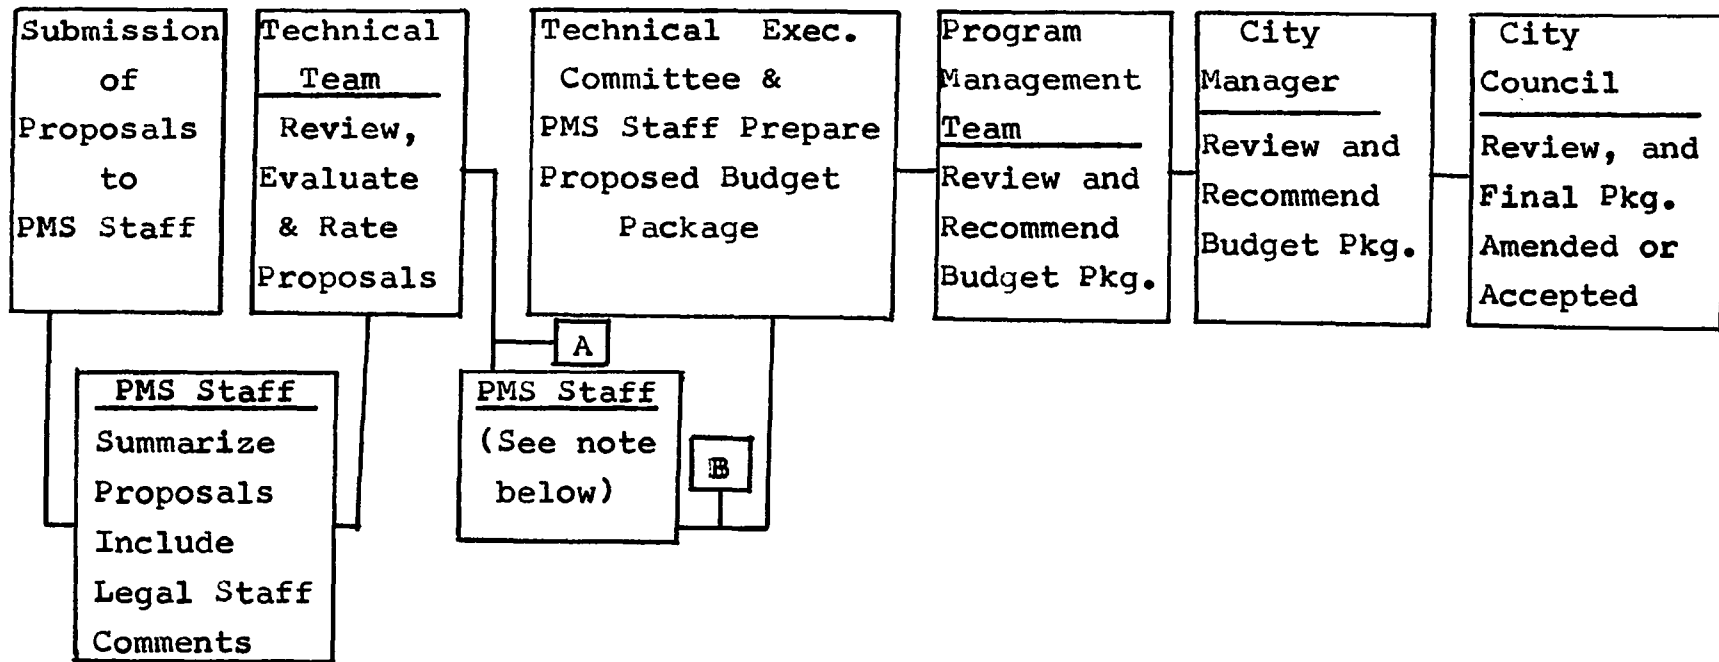 Submission
of
Proposals
to
PMS Staff
Technical
Team
Review,
Evaluate
& Rate
Proposals
Technical Exec.
Committee &
PMS Staff Prepare
Proposed Budget
Package
Program
Management
Team
Review and
Recommend
Budget Pkg.
City
Manager
Review and
Recommend
Budget Pkg.
City
Council
Review, and
Final Pkg.
Amended or
Accepted
A
PMS Staff
Summarize
Proposals
Include
Legal Staff
Comments
PMS Staff
(See note
below)
B